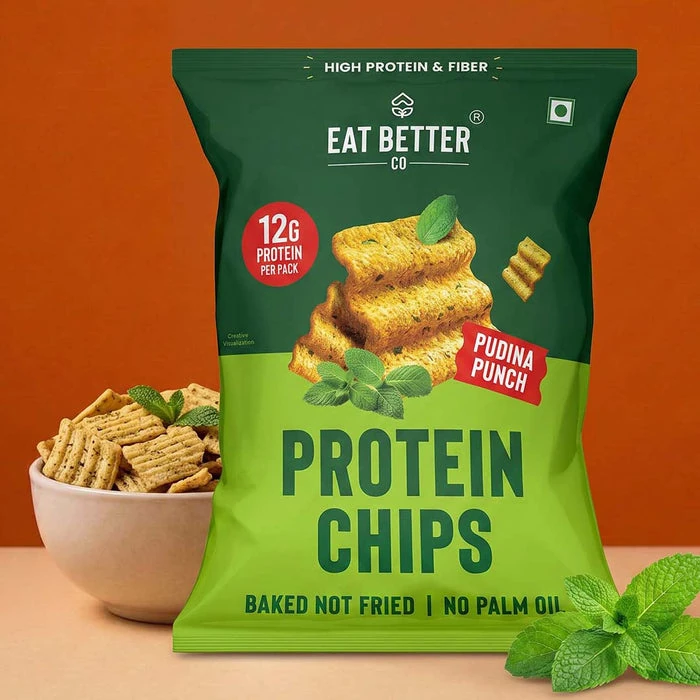 HIGH PROTEIN & FIBER
®
EAT BETTER
CO
12G
PROTEIN
PER PACK
Creative
Visualization
PUDINA
PUNCH
PROTEIN
CHIPS
BAKED NOT FRIED | NO PALM OIL